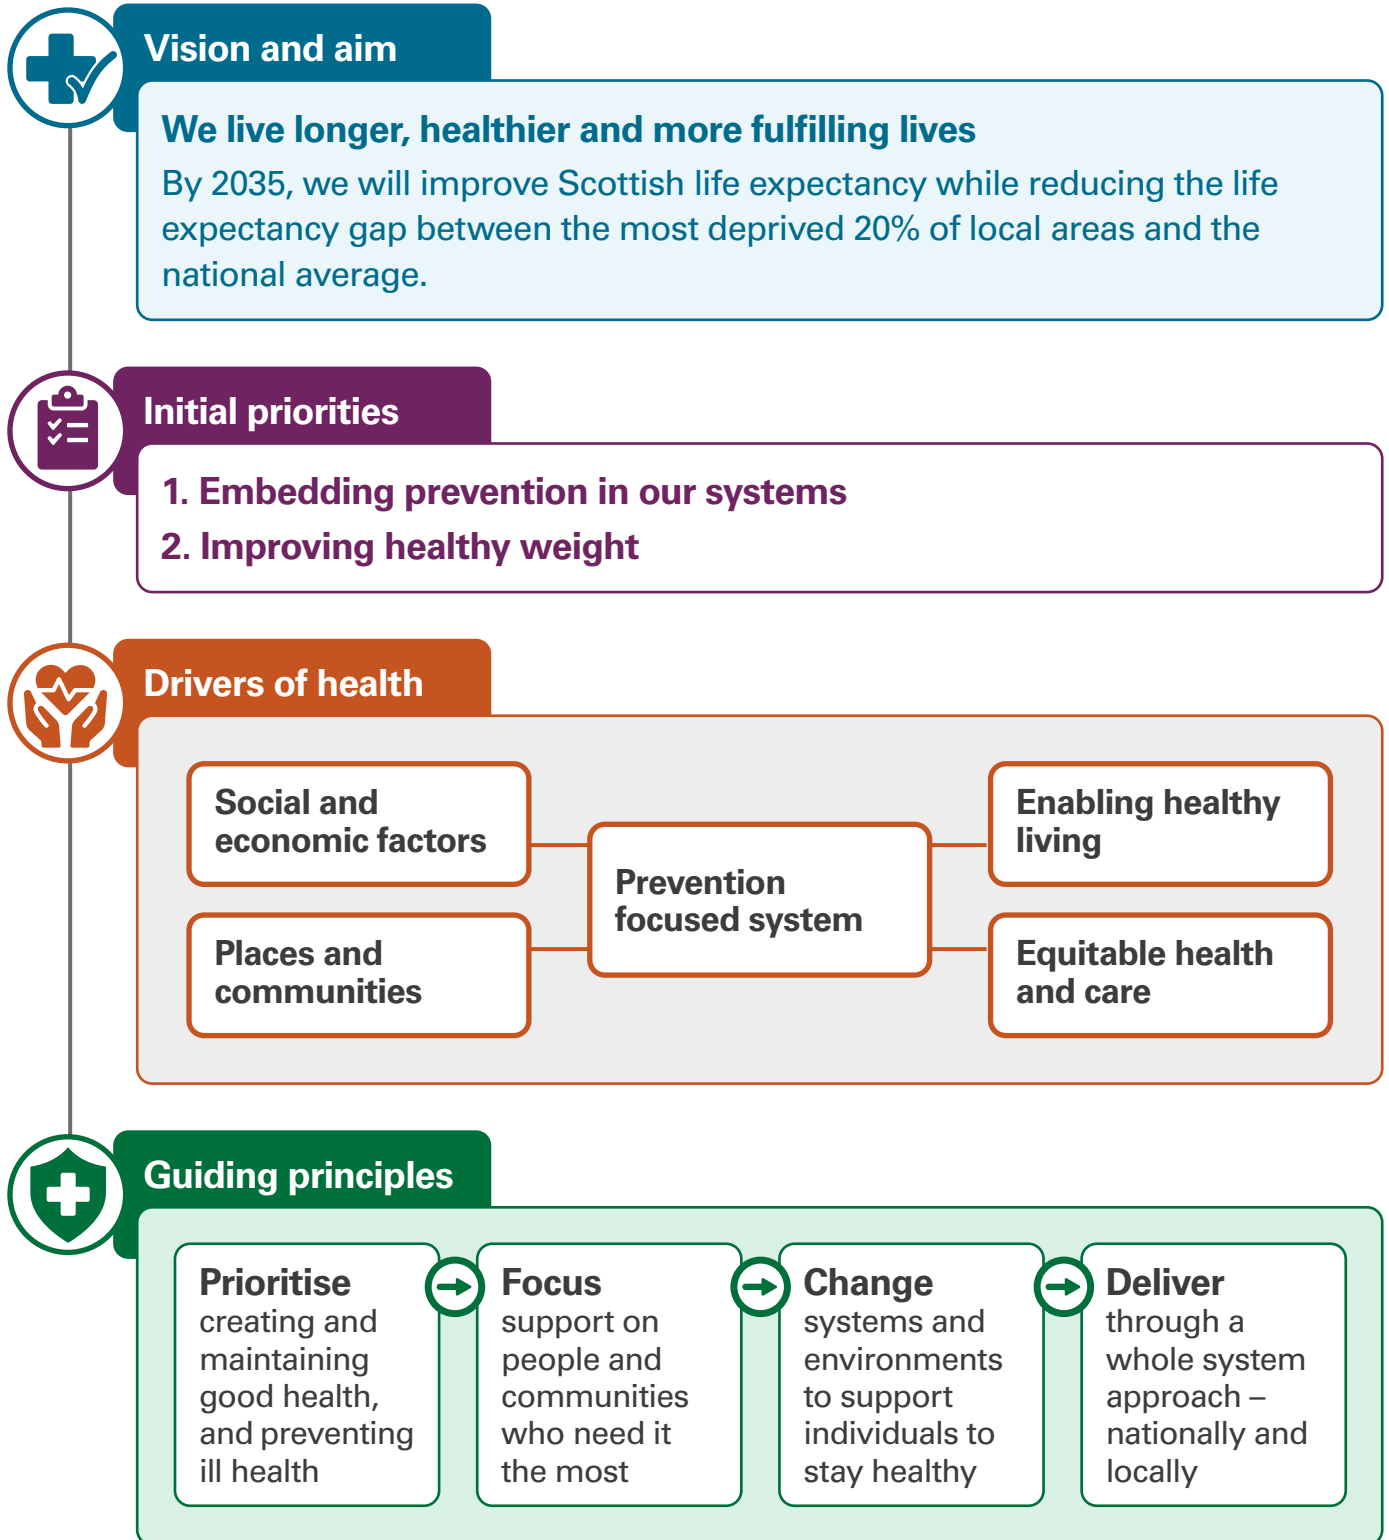 Vision and aim
We live longer, healthier and more fulfilling lives
By 2035, we will improve Scottish life expectancy while reducing the life
expectancy gap between the most deprived 20% of local areas and the
national average.
Initial priorities
1. Embedding prevention in our systems
2. Improving healthy weight
Drivers of health
Social and
economic factors
Places and
communities
Prevention
focused system
Enabling healthy
living
Equitable health
and care
Guiding principles
Prioritise
creating and
maintaining
good health,
and preventing
ill health
Focus
support on
people and
communities
who need it
the most
Change
systems and
environments
to support
individuals to
stay healthy
Deliver
through a
whole system
approach –
nationally and
locally